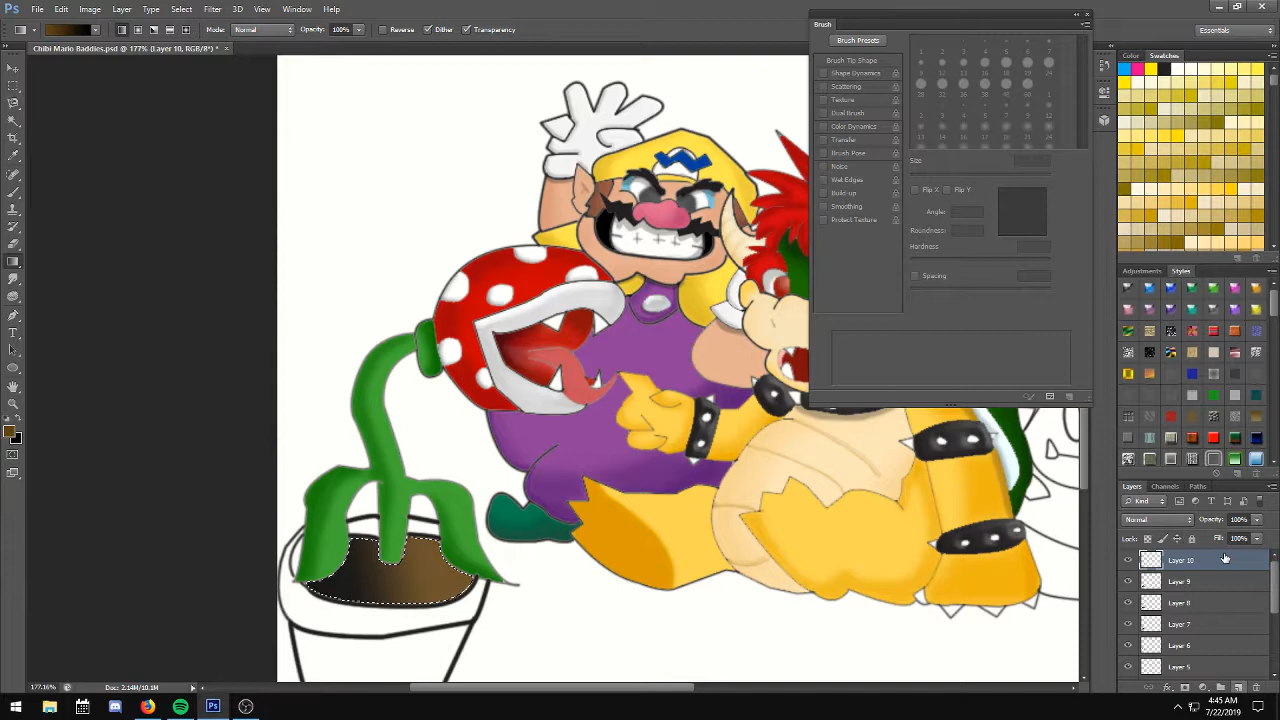 Ps File Edit Image Layer Type Select Filter 3D View Window Help
Mode: Normal Opacity: 100% Reverse Dither Transparency Essentials
Chibi Mario Baddies.psd @ 177% (Layer 10, RGB/8*) * ×
Brush
Brush Presets
Brush Tip Shape
Shape Dynamics
Scattering
Texture
Dual Brush
Color Dynamics
Transfer
Brush Pose
Noise
Wet Edges
Build-up
Smoothing
Protect Texture
Size
Flip X Flip Y
Angle:
Roundness:
Hardness
Spacing
Color Swatches
Adjustments Styles
Layers Channels Paths
Kind
Normal Opacity: 100%
Lock: Fill: 100%
Layer 10
Layer 9
Layer 8
Layer 7
Layer 6
Layer 5
177.16% Doc: 2.14M/10.1M
4:45 AM
7/22/2019